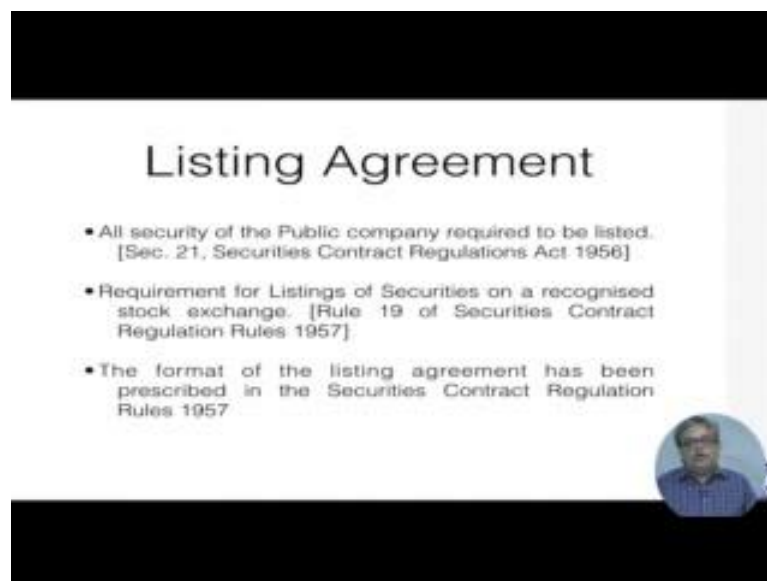 Listing Agreement
• All security of the Public company required to be listed.
[Sec. 21, Securities Contract Regulations Act 1956]
• Requirement for Listings of Securities on a recognised
stock exchange. [Rule 19 of Securities Contract
Regulation Rules 1957]
• The format of the listing agreement has been
prescribed in the Securities Contract Regulation
Rules 1957